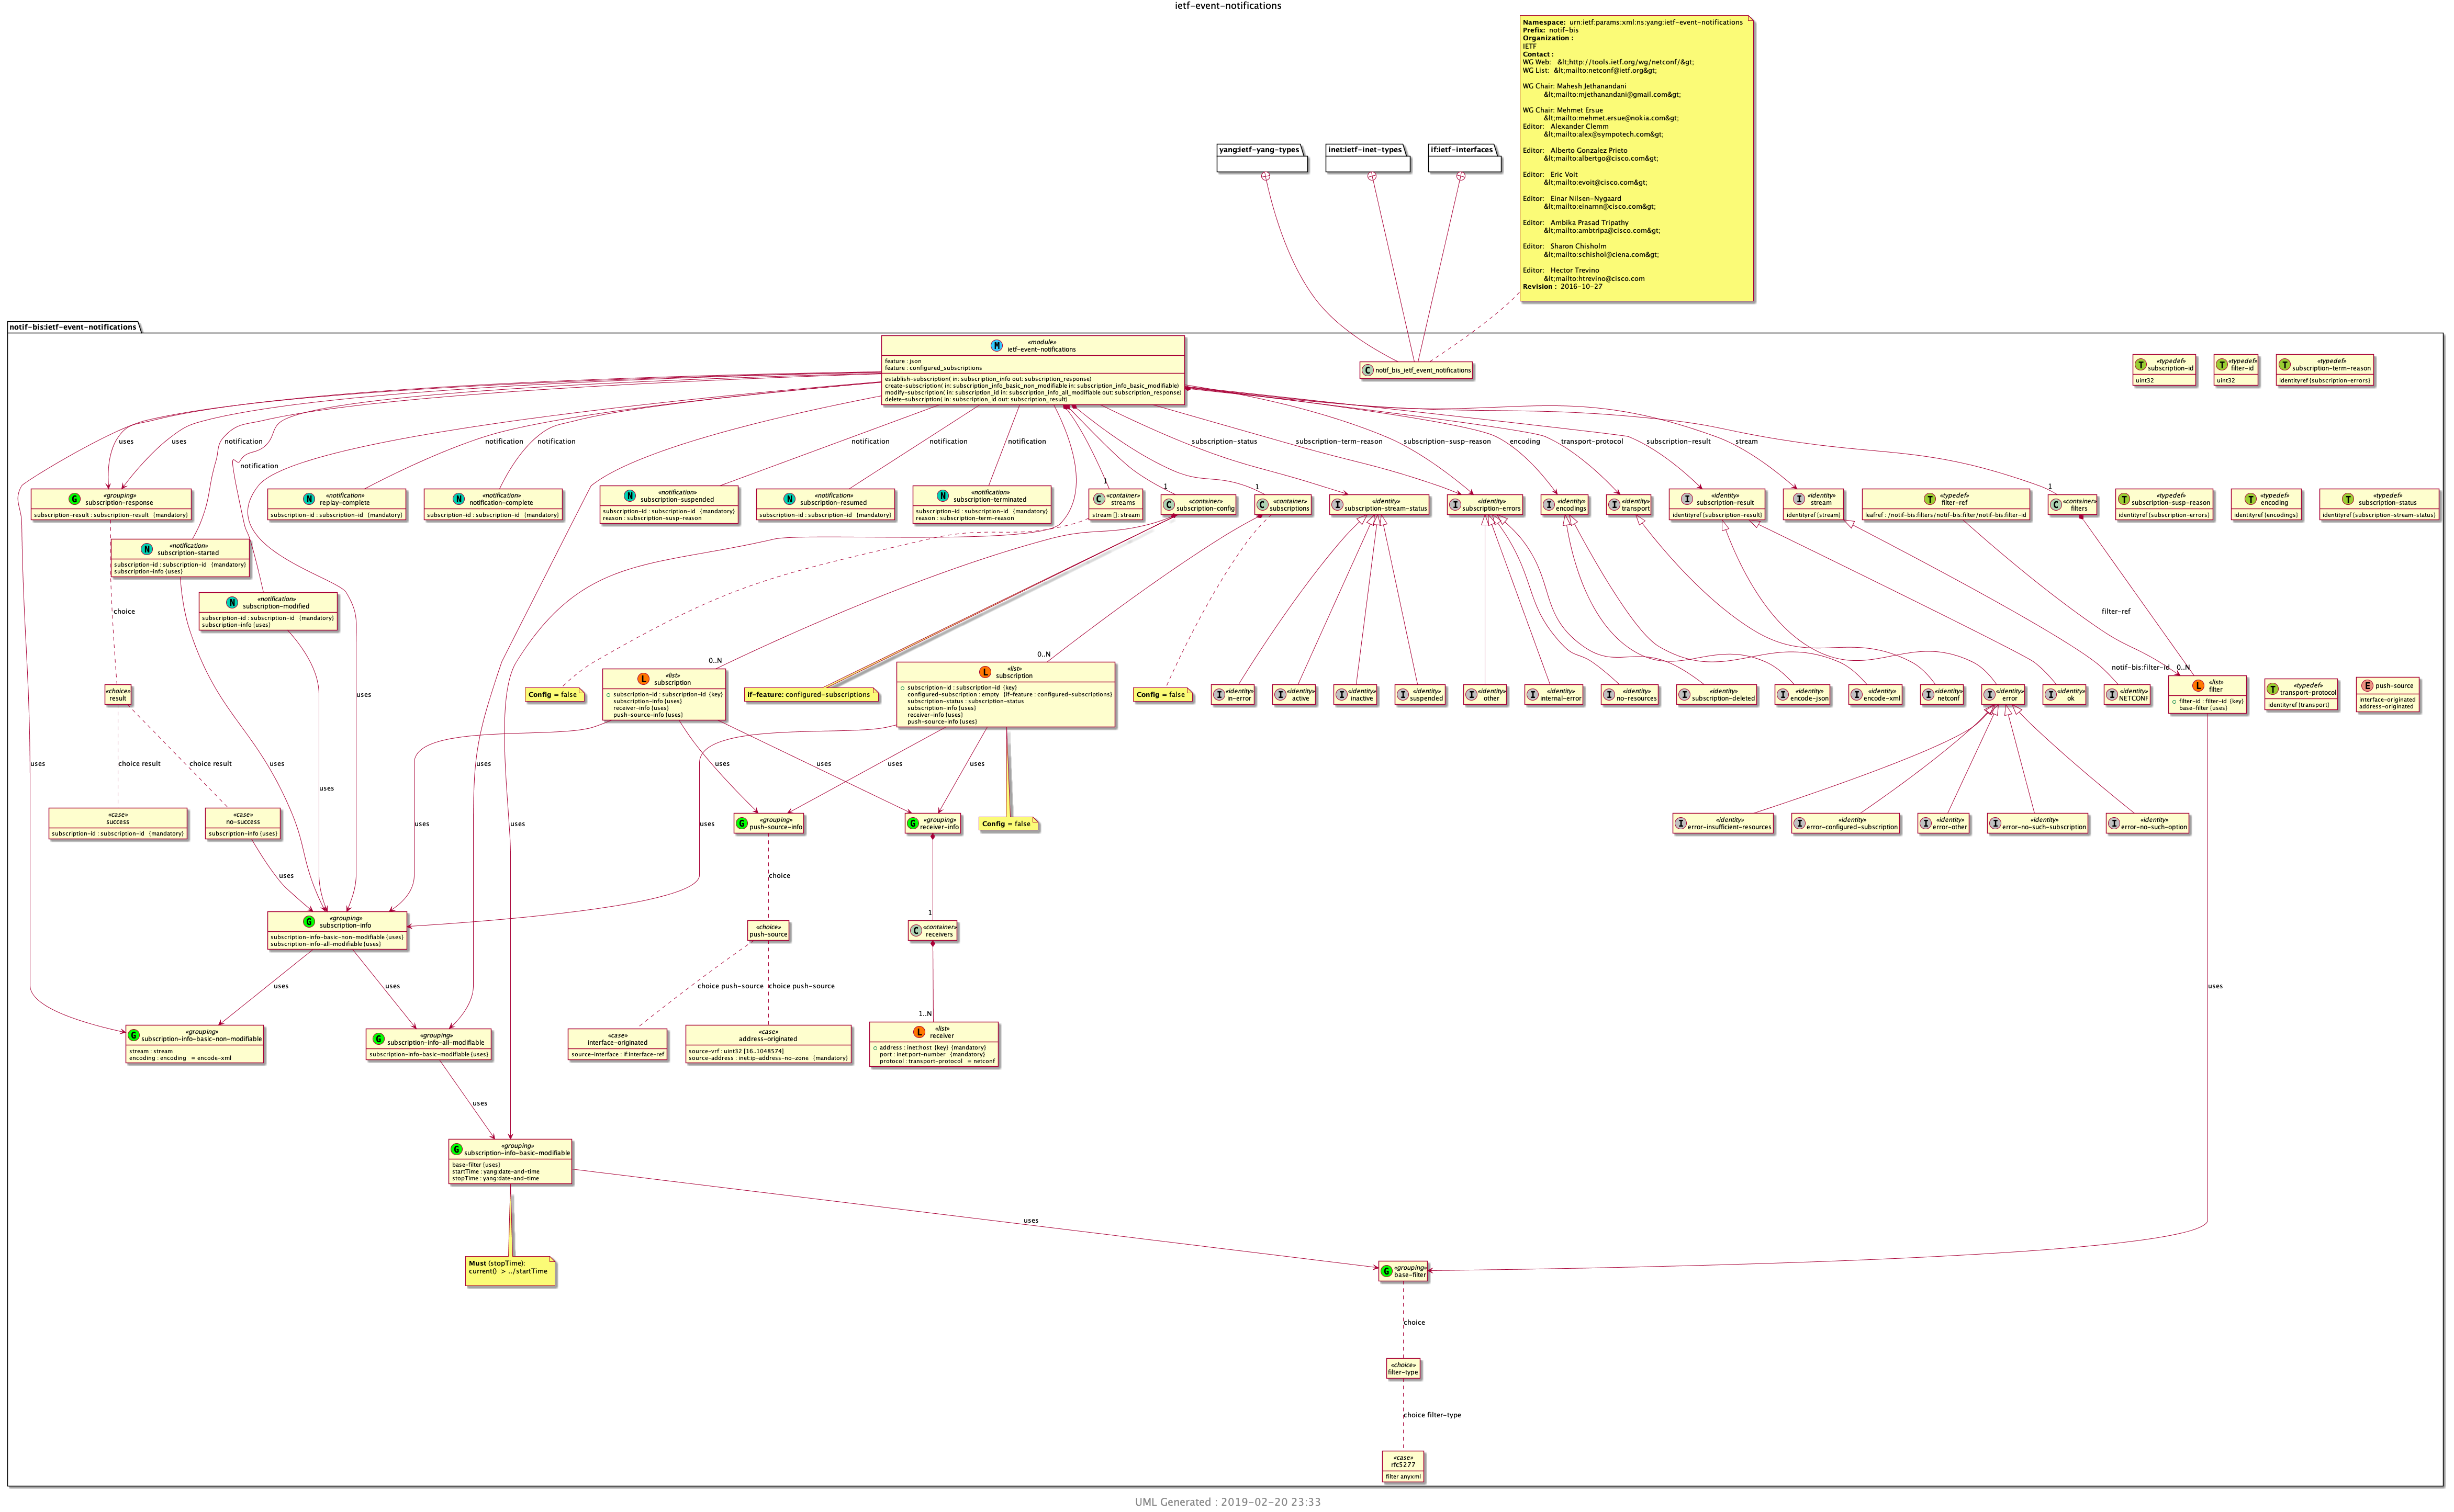 ietf-event-notifications
Namespace: urn:ietf:params:xml:ns:yang:ietf-event-notifications
Prefix: notif-bis
Organization :
IETF
Contact :
WG Web: &lt;http://tools.ietf.org/wg/netconf/&gt;
WG List: &lt;mailto:netconf@ietf.org&gt;
WG Chair: Mahesh Jethanandani
&lt;mailto:mjethanandani@gmail.com&gt;
WG Chair: Mehmet Ersue
&lt;mailto:mehmet.ersue@nokia.com&gt;
Editor: Alexander Clemm
&lt;mailto:alex@sympotech.com&gt;
Editor: Alberto Gonzalez Prieto
&lt;mailto:albertgo@cisco.com&gt;
Editor: Eric Voit
&lt;mailto:evoit@cisco.com&gt;
Editor: Einar Nilsen-Nygaard
&lt;mailto:einarnn@cisco.com&gt;
Editor: Ambika Prasad Tripathy
&lt;mailto:ambtripa@cisco.com&gt;
Editor: Sharon Chisholm
&lt;mailto:schishol@ciena.com&gt;
Editor: Hector Trevino
&lt;mailto:htrevino@cisco.com
Revision : 2016-10-27
yang:ietf-yang-types
inet:ietf-inet-types
if:ietf-interfaces
notif-bis:ietf-event-notifications
M «module»
ietf-event-notifications
feature : json
feature : configured_subscriptions
establish-subscription( in: subscription_info out: subscription_response)
create-subscription( in: subscription_info_basic_non_modifiable in: subscription_info_basic_modifiable)
modify-subscription( in: subscription_id in: subscription_info_all_modifiable out: subscription_response)
delete-subscription( in: subscription_id out: subscription_result)
C notif_bis_ietf_event_notifications
T «typedef»
subscription-id
uint32
T «typedef»
filter-id
uint32
T «typedef»
subscription-term-reason
identityref {subscription-errors}
uses
uses
notification
notification
notification
notification
notification
notification
notification
subscription-status
subscription-term-reason
subscription-susp-reason
encoding
transport-protocol
subscription-result
stream
1
1
1
1
G «grouping»
subscription-response
subscription-result : subscription-result {mandatory}
N «notification»
replay-complete
subscription-id : subscription-id {mandatory}
N «notification»
notification-complete
subscription-id : subscription-id {mandatory}
N «notification»
subscription-suspended
subscription-id : subscription-id {mandatory}
reason : subscription-susp-reason
N «notification»
subscription-resumed
subscription-id : subscription-id {mandatory}
N «notification»
subscription-terminated
subscription-id : subscription-id {mandatory}
reason : subscription-term-reason
C «container»
streams
stream []: stream
C «container»
subscription-config
C «container»
subscriptions
I «identity»
subscription-stream-status
I «identity»
subscription-errors
I «identity»
encodings
I «identity»
transport
I «identity»
subscription-result
identityref {subscription-result}
I «identity»
stream
identityref {stream}
T «typedef»
filter-ref
leafref : /notif-bis:filters/notif-bis:filter/notif-bis:filter-id
C «container»
filters
T «typedef»
subscription-susp-reason
identityref {subscription-errors}
T «typedef»
encoding
identityref {encodings}
T «typedef»
subscription-status
identityref {subscription-stream-status}
N «notification»
subscription-started
subscription-id : subscription-id {mandatory}
subscription-info {uses}
N «notification»
subscription-modified
subscription-id : subscription-id {mandatory}
subscription-info {uses}
choice
filter-ref
uses
0..N
0..N
notif-bis:filter-id
0..N
«choice»
result
Config = false
L «list»
subscription
subscription-id : subscription-id {key}
subscription-info {uses}
receiver-info {uses}
push-source-info {uses}
if-feature: configured-subscriptions
L «list»
subscription
subscription-id : subscription-id {key}
configured-subscription : empty {if-feature : configured-subscriptions}
subscription-status : subscription-status
subscription-info {uses}
receiver-info {uses}
push-source-info {uses}
Config = false
I «identity»
in-error
I «identity»
active
I «identity»
inactive
I «identity»
suspended
I «identity»
other
I «identity»
internal-error
I «identity»
no-resources
I «identity»
subscription-deleted
I «identity»
encode-json
I «identity»
encode-xml
I «identity»
netconf
I «identity»
error
I «identity»
ok
I «identity»
NETCONF
L «list»
filter
filter-id : filter-id {key}
base-filter {uses}
T «typedef»
transport-protocol
identityref {transport}
E push-source
interface-originated
address-originated
uses
choice result
choice result
uses
uses
uses
uses
uses
uses
uses
uses
uses
uses
uses
«case»
success
subscription-id : subscription-id {mandatory}
«case»
no-success
subscription-info {uses}
G «grouping»
push-source-info
G «grouping»
receiver-info
Config = false
I «identity»
error-insufficient-resources
I «identity»
error-configured-subscription
I «identity»
error-other
I «identity»
error-no-such-subscription
I «identity»
error-no-such-option
uses
choice
1
G «grouping»
subscription-info
subscription-info-basic-non-modifiable {uses}
subscription-info-all-modifiable {uses}
«choice»
push-source
C «container»
receivers
uses
uses
choice push-source
choice push-source
uses
1..N
G «grouping»
subscription-info-basic-non-modifiable
stream : stream
encoding : encoding = encode-xml
G «grouping»
subscription-info-all-modifiable
subscription-info-basic-modifiable {uses}
«case»
interface-originated
source-interface : if:interface-ref
«case»
address-originated
source-vrf : uint32 [16..1048574]
source-address : inet:ip-address-no-zone {mandatory}
L «list»
receiver
address : inet:host {key} {mandatory}
port : inet:port-number {mandatory}
protocol : transport-protocol = netconf
uses
G «grouping»
subscription-info-basic-modifiable
base-filter {uses}
startTime : yang:date-and-time
stopTime : yang:date-and-time
uses
Must (stopTime):
current() > ../startTime
G «grouping»
base-filter
choice
«choice»
filter-type
choice filter-type
«case»
rfc5277
filter anyxml
UML Generated : 2019-02-20 23:33